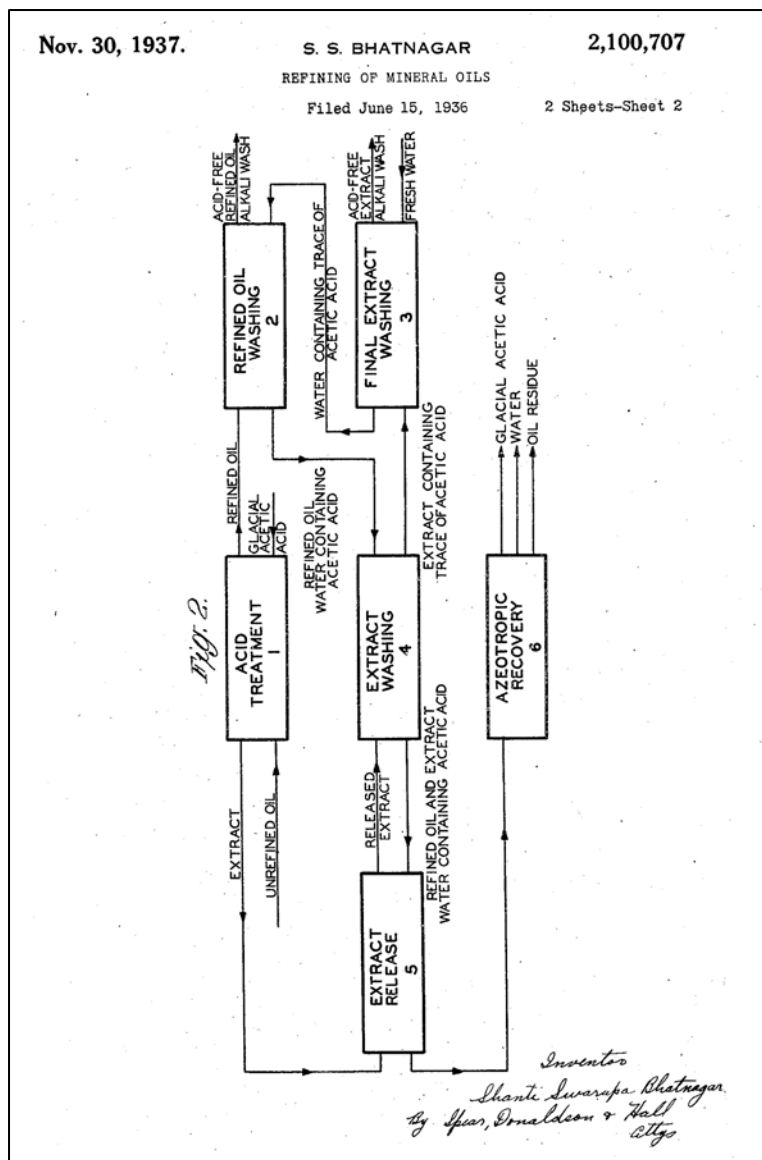 Nov. 30, 1937.
S. S. BHATNAGAR
2,100,707
REFINING OF MINERAL OILS
Filed June 15, 1936
2 Sheets-Sheet 2
ACID-FREE
REFINED OIL
ALKALI WASH
ACID-FREE
EXTRACT
ALKALI WASH
FRESH WATER
REFINED OIL
WASHING
2
WATER CONTAINING TRACE OF
ACETIC ACID
FINAL EXTRACT
WASHING
3
GLACIAL ACETIC ACID
WATER
OIL RESIDUE
REFINED OIL
GLACIAL
ACETIC
ACID
REFINED OIL
WATER CONTAINING
ACETIC ACID
EXTRACT CONTAINING
TRACE OF ACETIC ACID
Fig. 2.
ACID
TREATMENT
1
EXTRACT
WASHING
4
AZEOTROPIC
RECOVERY
6
EXTRACT
UNREFINED OIL
RELEASED
EXTRACT
REFINED OIL AND EXTRACT
WATER CONTAINING ACETIC ACID
EXTRACT
RELEASE
5
Inventor
Shanti Swarupa Bhatnagar
By Spear, Donaldson & Hall
Attys